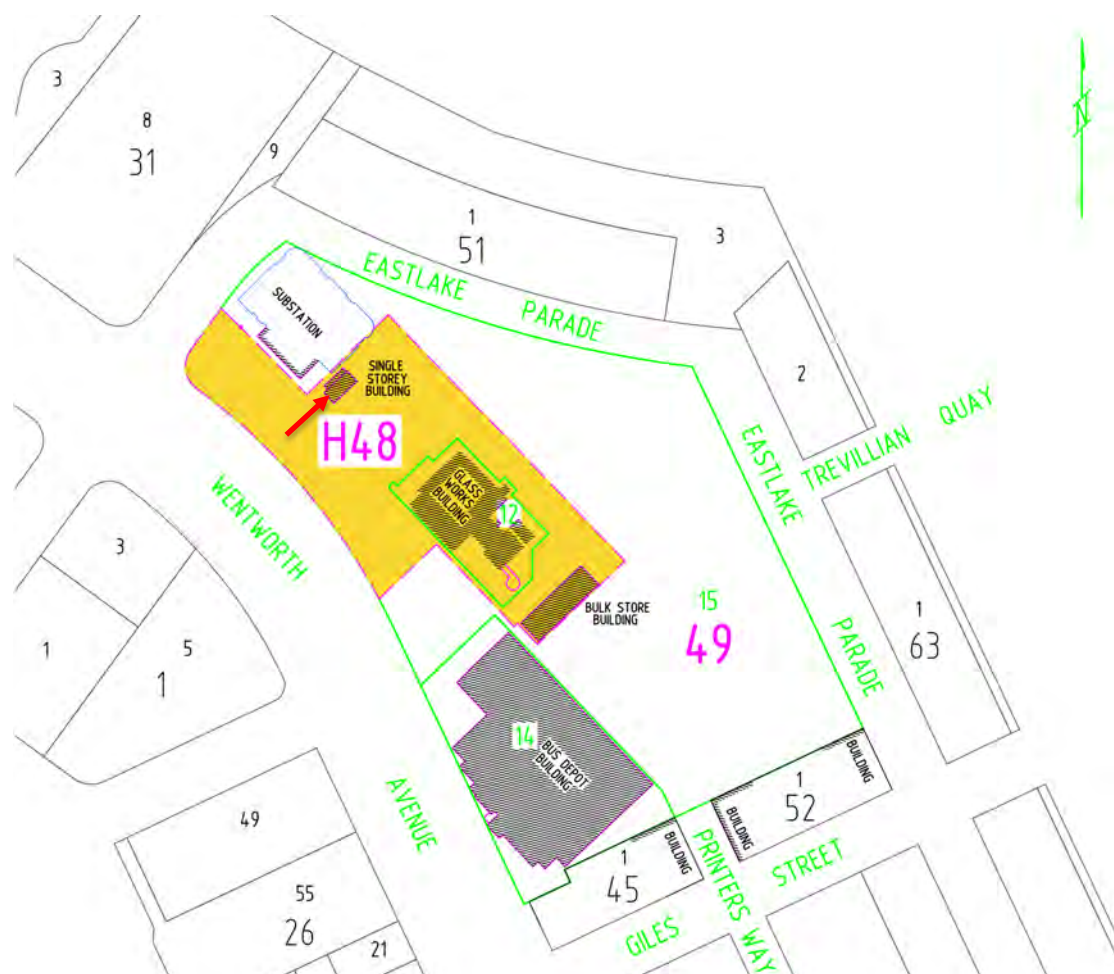 3
8
31
9
1
51
3
N
EASTLAKE
PARADE
SUBSTATION
SINGLE
STOREY
BUILDING
2
H48
EASTLAKE
TREVILLIAN
QUAY
GLASS
WORKS
BUILDING
12
WENTWORTH
3
BULK STORE
BUILDING
15
49
1
63
PARADE
1
5
1
14
BUS DEPOT
BUILDING
BUILDING
1
52
BUILDING
AVENUE
49
1
45
BUILDING
PRINTERS WAY
STREET
GILES
55
26
21